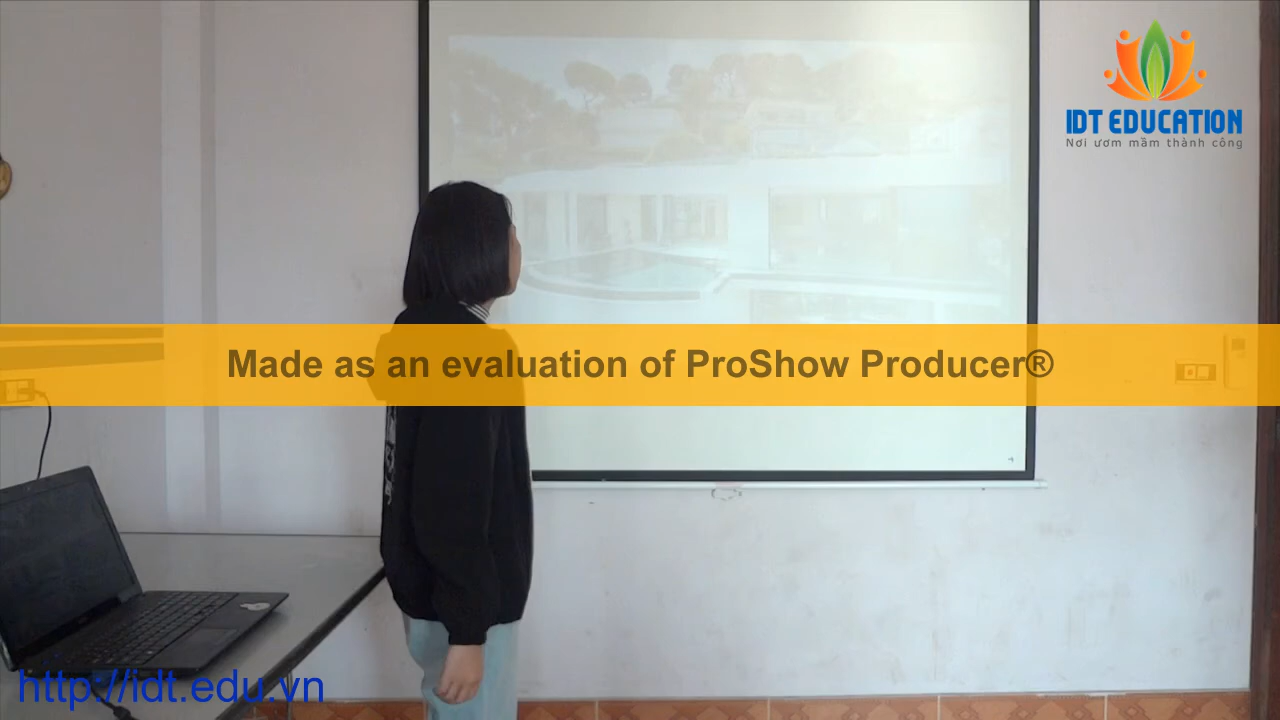 IDT EDUCATION
Nơi ươm mầm thành công
Made as an evaluation of ProShow Producer®
http://idt.edu.vn